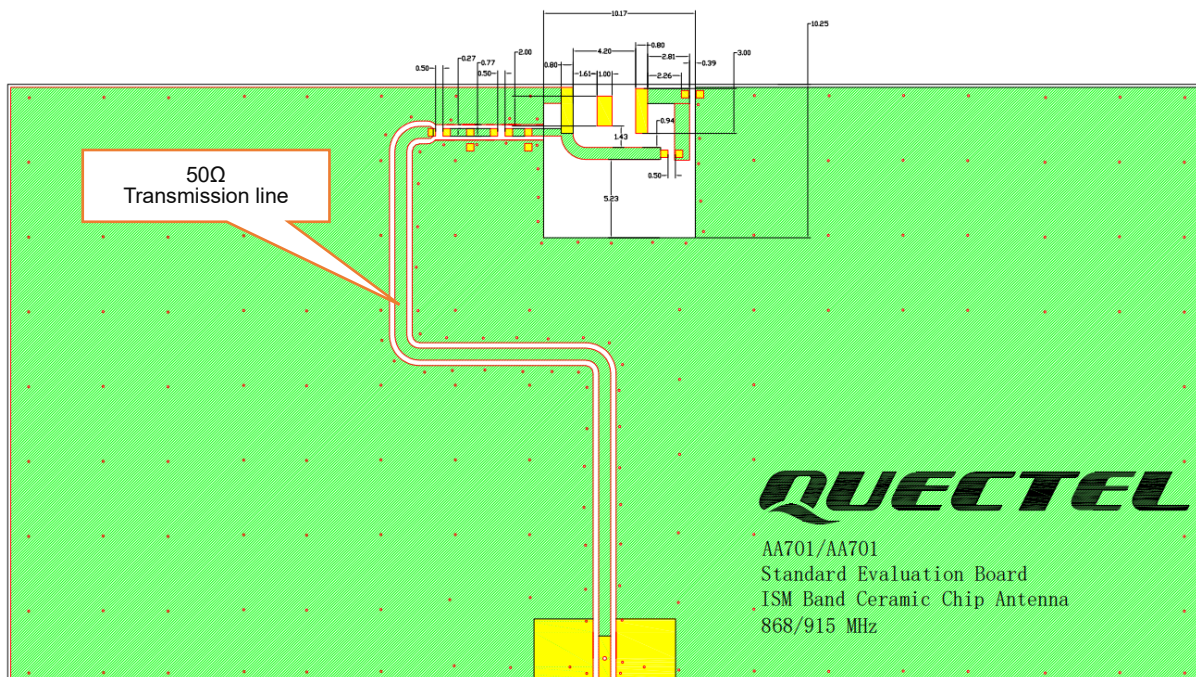 10.17
10.25
4.20
0.80
3.00
2.00
0.27
0.77
0.80
1.61
1.00
2.81
0.39
0.50
0.50
2.26
0.94
1.43
0.50
5.23
50Ω
Transmission line
QUECTEL
AA701/AA701
Standard Evaluation Board
ISM Band Ceramic Chip Antenna
868/915 MHz